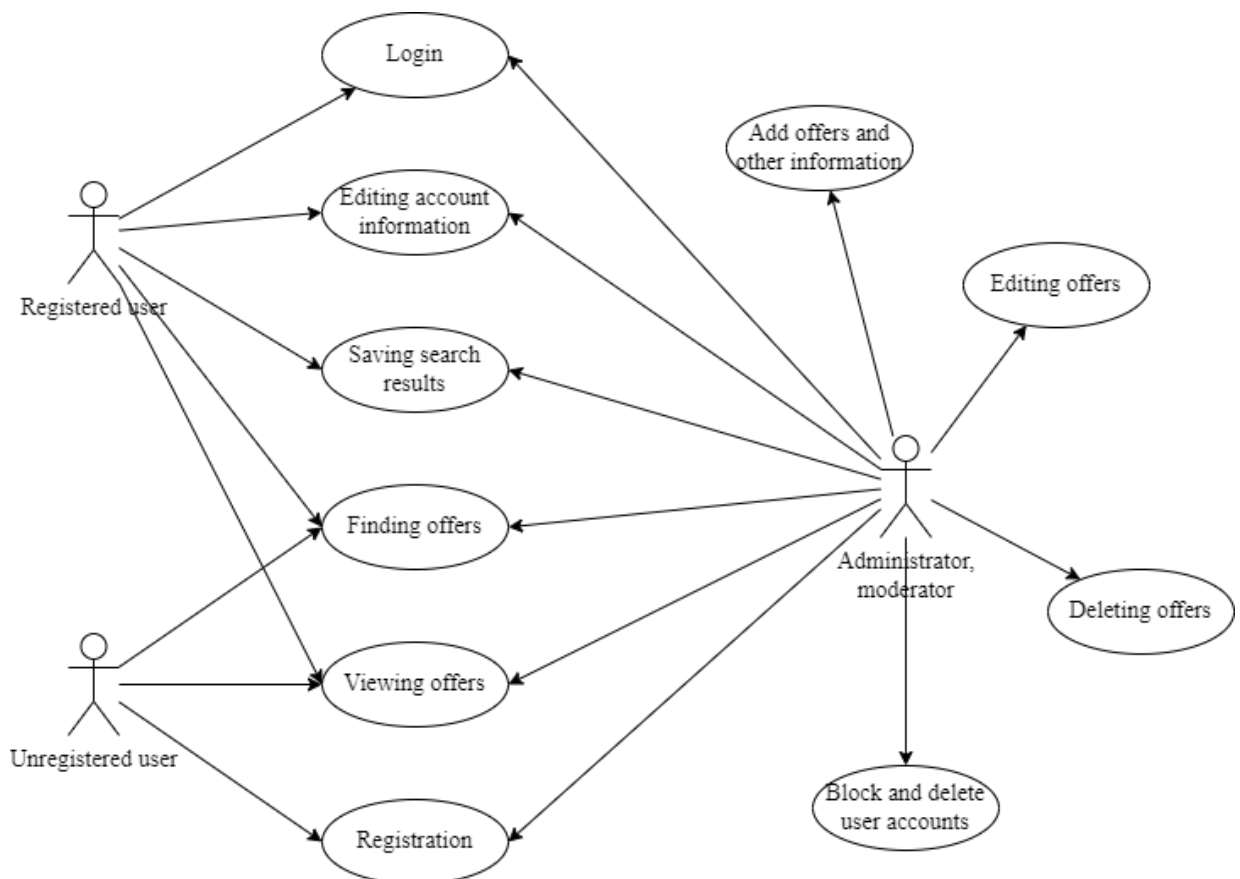 Login
Add offers and
other information
Editing account
information
Editing offers
Registered user
Saving search
results
Finding offers
Administrator,
moderator
Deleting offers
Viewing offers
Unregistered user
Block and delete
user accounts
Registration